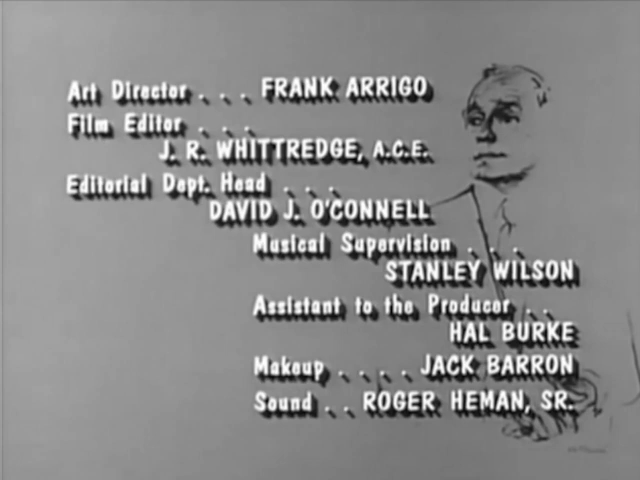 Art Director . . . FRANK ARRIGO
Film Editor . . .
J. R. WHITTREDGE, A.C.E.
Editorial Dept. Head . . .
DAVID J. O'CONNELL
Musical Supervision . . .
STANLEY WILSON
Assistant to the Producer . .
HAL BURKE
Makeup . . . . JACK BARRON
Sound . . ROGER HEMAN, SR.